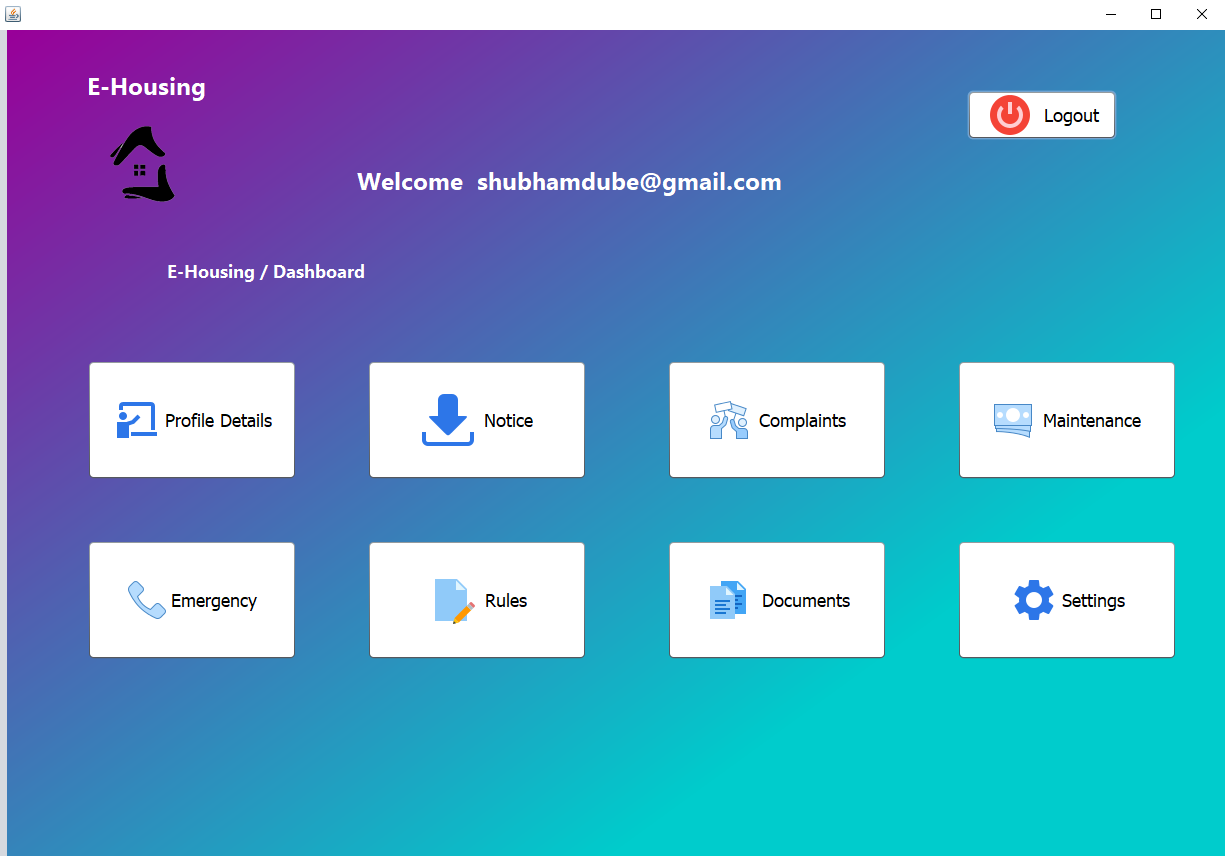 E-Housing
Logout
Welcome shubhamdube@gmail.com
E-Housing / Dashboard
Profile Details
Notice
Complaints
Maintenance
Emergency
Rules
Documents
Settings